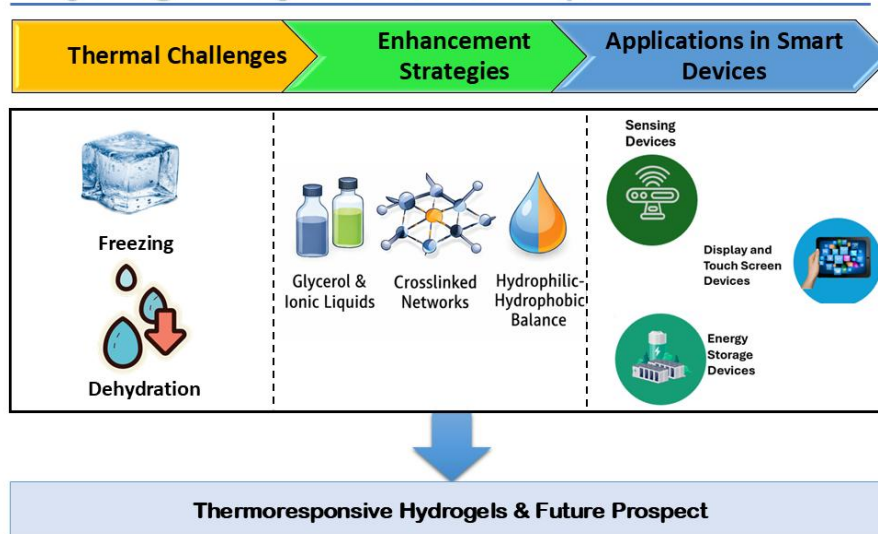 Thermal Challenges
Enhancement
Strategies
Applications in Smart
Devices
Freezing
Dehydration
Glycerol &
Ionic Liquids
Crosslinked
Networks
Hydrophilic-
Hydrophobic
Balance
Sensing
Devices
Display and
Touch Screen
Devices
Energy
Storage
Devices
Thermoresponsive Hydrogels & Future Prospect